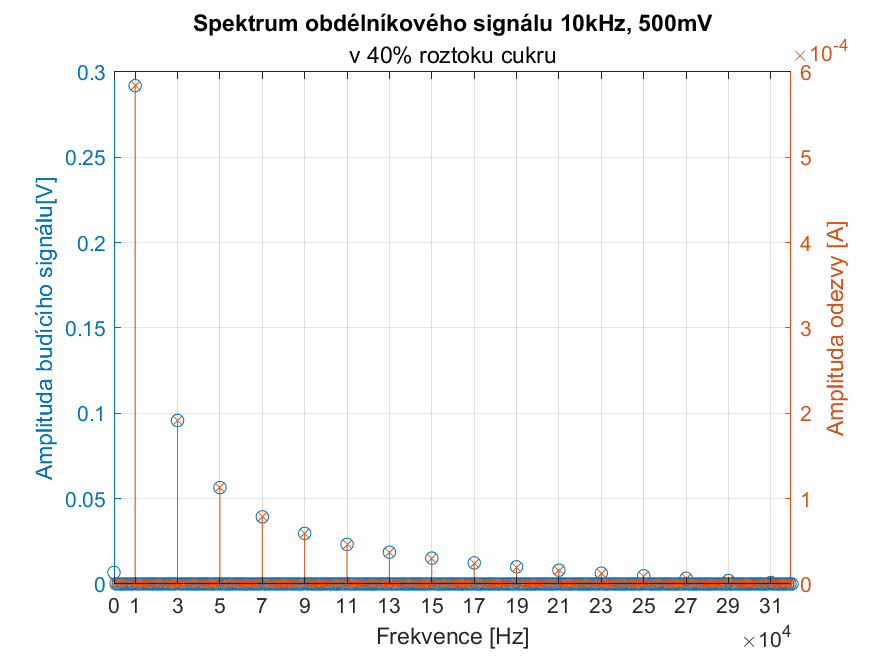 Spektrum obdélníkového signálu 10kHz, 500mV
v 40% roztoku cukru
×10⁻⁴
Amplituda budícího signálu[V]
0.3
0.25
0.2
0.15
0.1
0.05
0
6
5
4
3
2
1
0
Amplituda odezvy [A]
0 1 3 5 7 9 11 13 15 17 19 21 23 25 27 29 31
Frekvence [Hz]
×10⁴